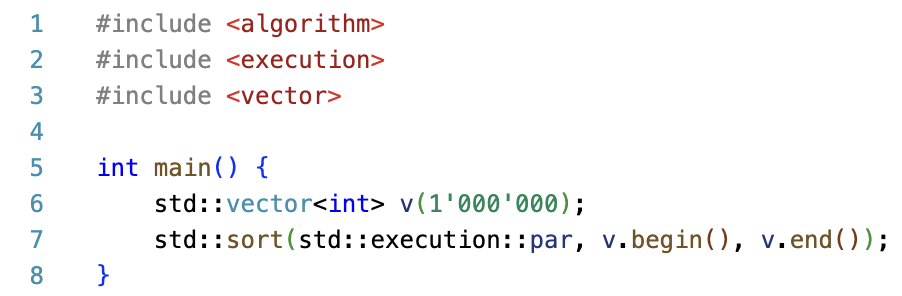 1 #include <algorithm>
2 #include <execution>
3 #include <vector>
4
5 int main() {
6     std::vector<int> v(1'000'000);
7     std::sort(std::execution::par, v.begin(), v.end());
8 }